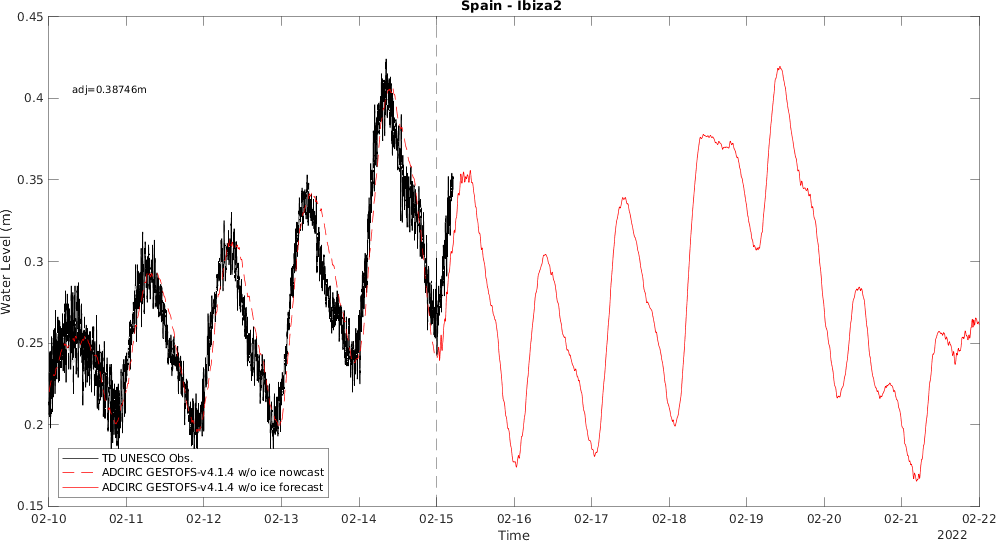 Spain - Ibiza2
0.45
0.4
0.35
0.3
0.25
0.2
0.15
Water Level (m)
adj=0.38746m
TD UNESCO Obs.
ADCIRC GESTOFS-v4.1.4 w/o ice nowcast
ADCIRC GESTOFS-v4.1.4 w/o ice forecast
02-10 02-11 02-12 02-13 02-14 02-15 02-16 02-17 02-18 02-19 02-20 02-21 02-22
Time
2022